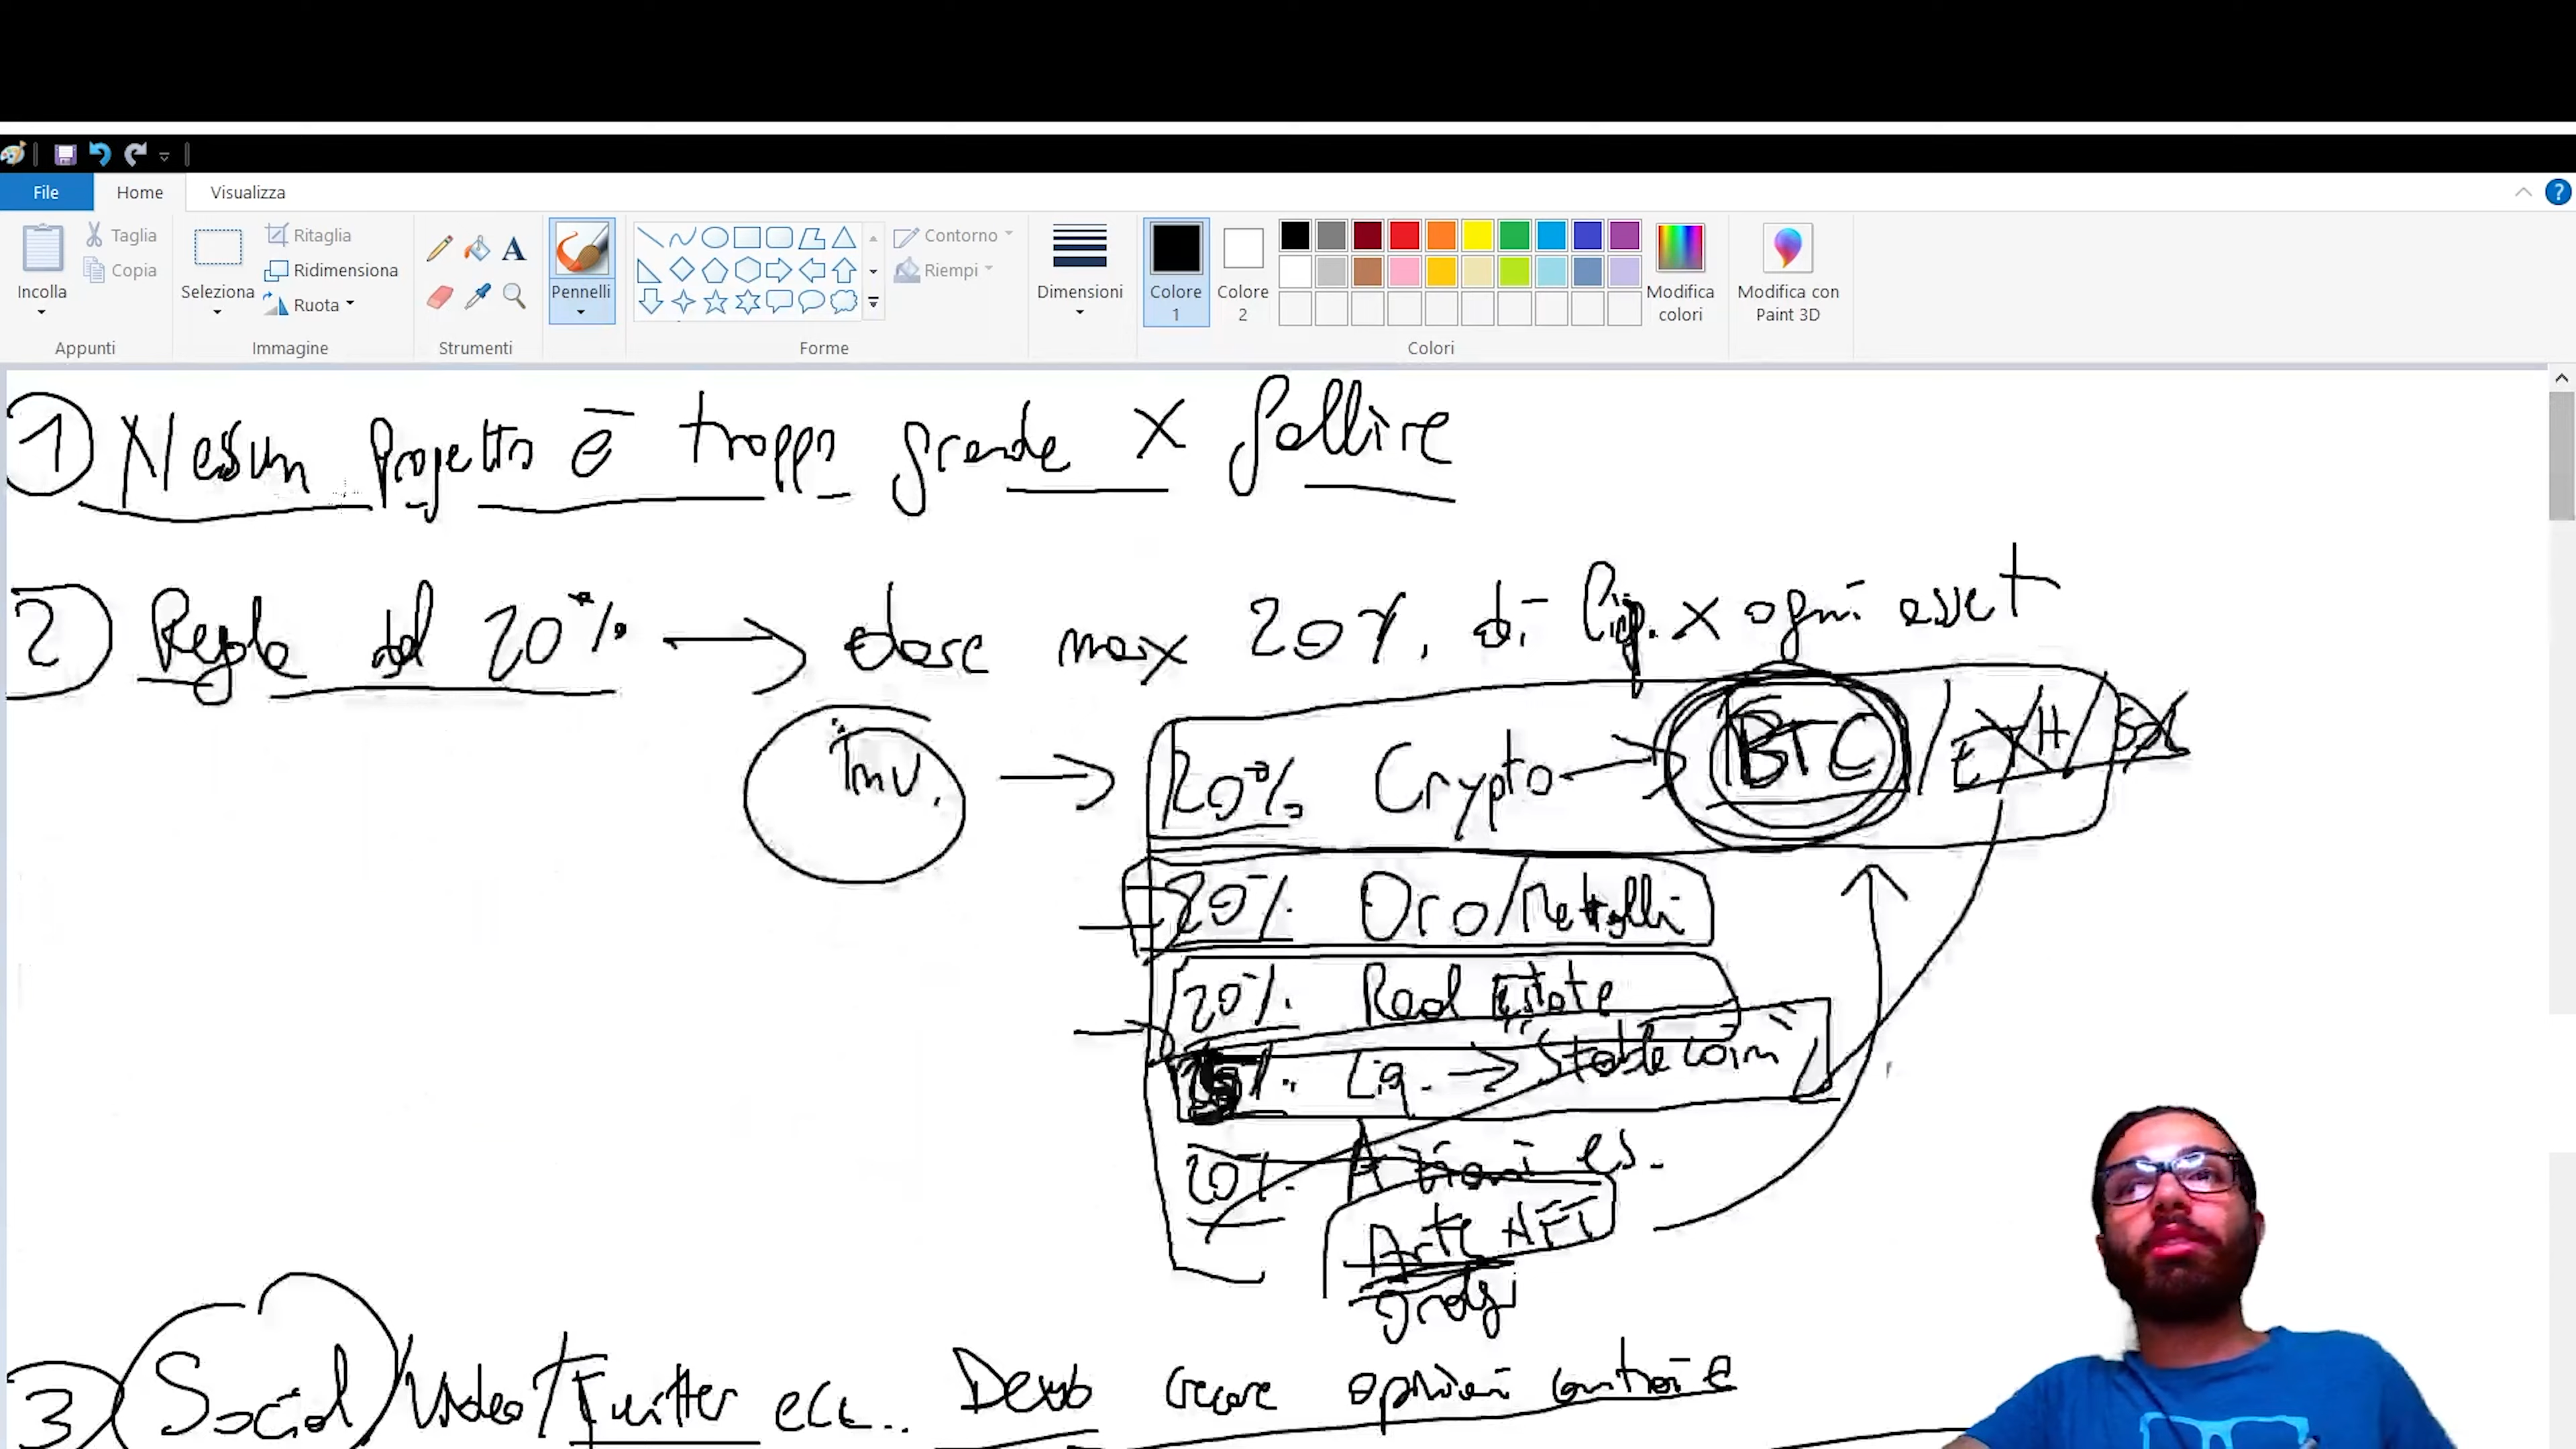 File Home Visualizza
Incolla
Taglia
Copia
Appunti
Seleziona
Ritaglia
Ridimensiona
Ruota
Immagine
Strumenti
Pennelli
Forme
Contorno
Riempi
Dimensioni
Colore 1
Colore 2
Colori
Modifica colori
Modifica con Paint 3D
1 Nessun Progetto è troppo grande X fallire
2 Regola del 20% → dose max 20% di liq. X ogni asset
Inv. → 20% Crypto → BTC / ETH /
20% Oro/Metalli
20% Real Estate
% Liq. → Stable coin
20% Azioni es.
Arte NFT
3 Social/Video/Twitter ecc.. Devo cercare opinioni contrarie